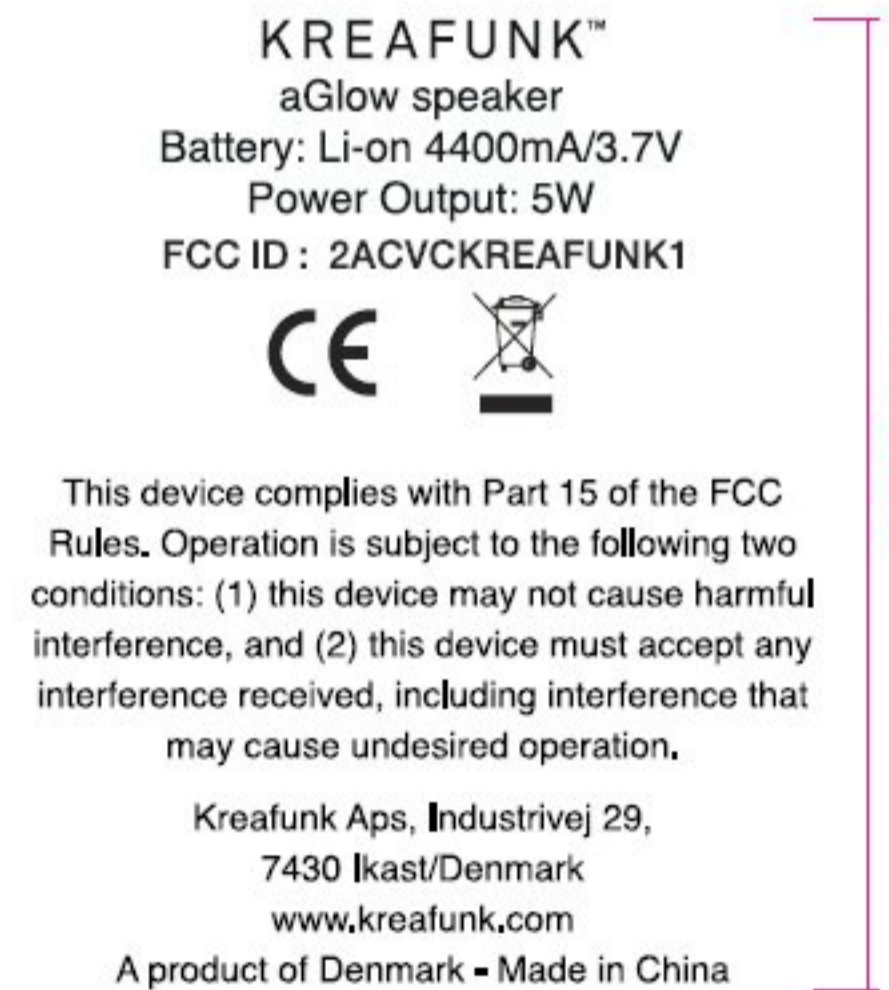 KREAFUNK™
aGlow speaker
Battery: Li-on 4400mA/3.7V
Power Output: 5W
FCC ID : 2ACVCKREAFUNK1
CE
This device complies with Part 15 of the FCC
Rules. Operation is subject to the following two
conditions: (1) this device may not cause harmful
interference, and (2) this device must accept any
interference received, including interference that
may cause undesired operation.
Kreafunk Aps, Industrivej 29,
7430 Ikast/Denmark
www.kreafunk.com
A product of Denmark - Made in China